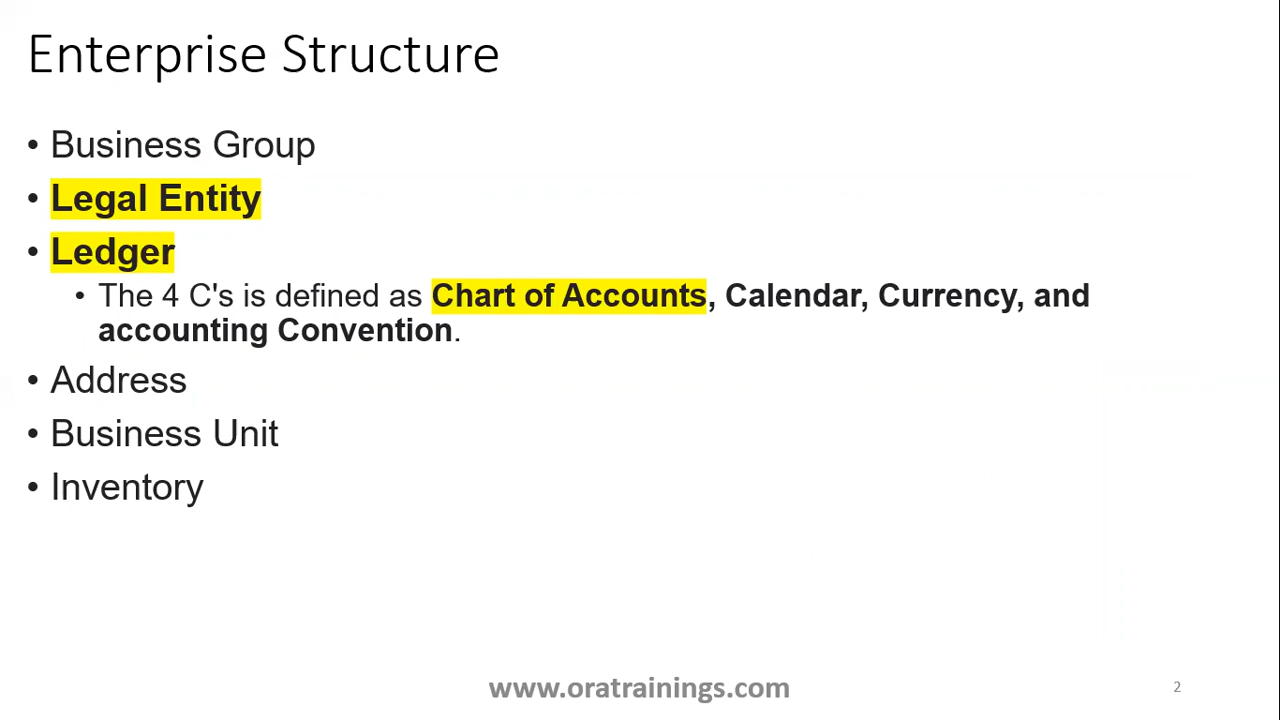 Enterprise Structure
• Business Group
• Legal Entity
• Ledger
• The 4 C's is defined as Chart of Accounts, Calendar, Currency, and
accounting Convention.
• Address
• Business Unit
• Inventory
www.oratrainings.com
2